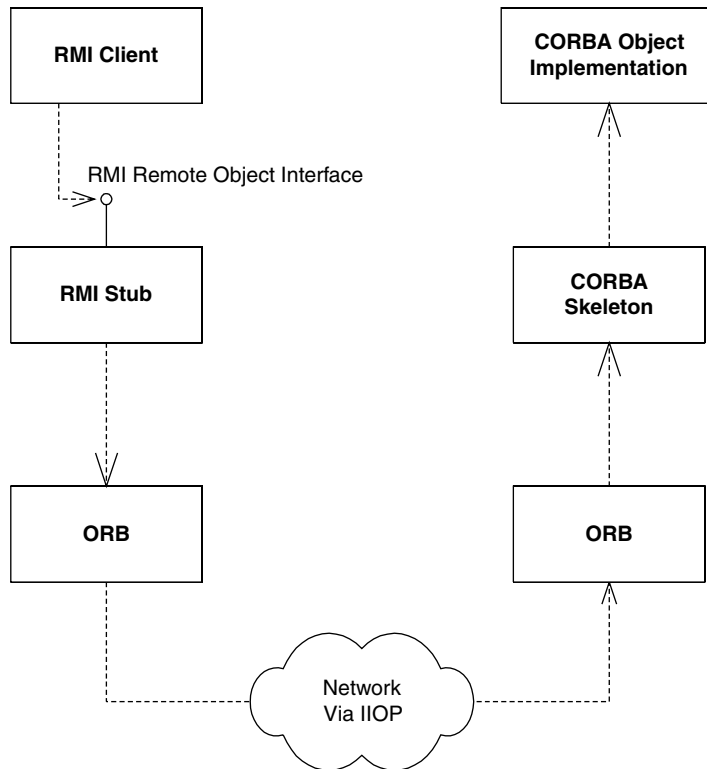 RMI Client
CORBA Object
Implementation
RMI Remote Object Interface
RMI Stub
CORBA
Skeleton
ORB
ORB
Network
Via IIOP